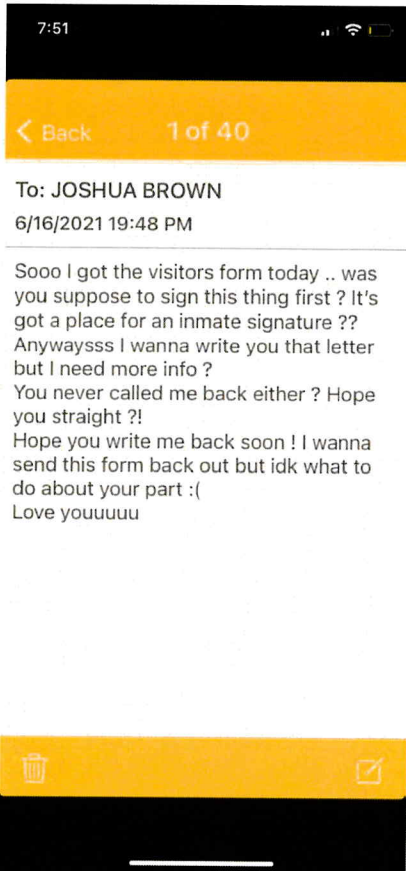 7:51
Back
1 of 40
To: JOSHUA BROWN
6/16/2021 19:48 PM
Sooo I got the visitors form today .. was
you suppose to sign this thing first ? It's
got a place for an inmate signature ??
Anywaysss I wanna write you that letter
but I need more info ?
You never called me back either ? Hope
you straight ?!
Hope you write me back soon ! I wanna
send this form back out but idk what to
do about your part :(
Love youuuuu